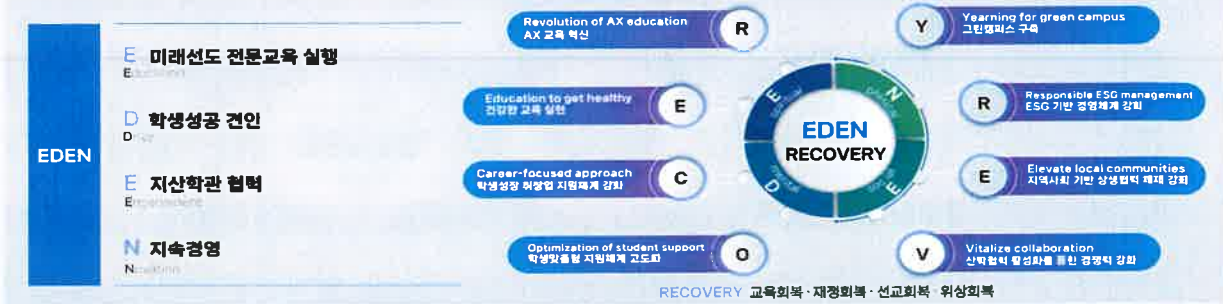 EDEN
E 미래선도 전문교육 실행
Education
D 학생성공 견인
E 지산학관 협력
N 지속경영
Revolution of AX education
AX 교육 혁신
R
Education to get healthy
건강한 교육 실현
E
Career-focused approach
학생성장 취창업 지원체계 강화
C
Optimization of student support
학생맞춤형 지원체계 고도화
O
E
N
D
E
EDEN
RECOVERY
Y
Yearning for green campus
그린캠퍼스 구축
R
Responsible ESG management
ESG 기반 경영체계 강화
E
Elevate local communities
지역사회 기반 상생협력 체재 강화
V
Vitalize collaboration
산학협력 활성화를 통한 경쟁력 강화
RECOVERY 교육회복 · 재정회복 · 선교회복 · 위상회복